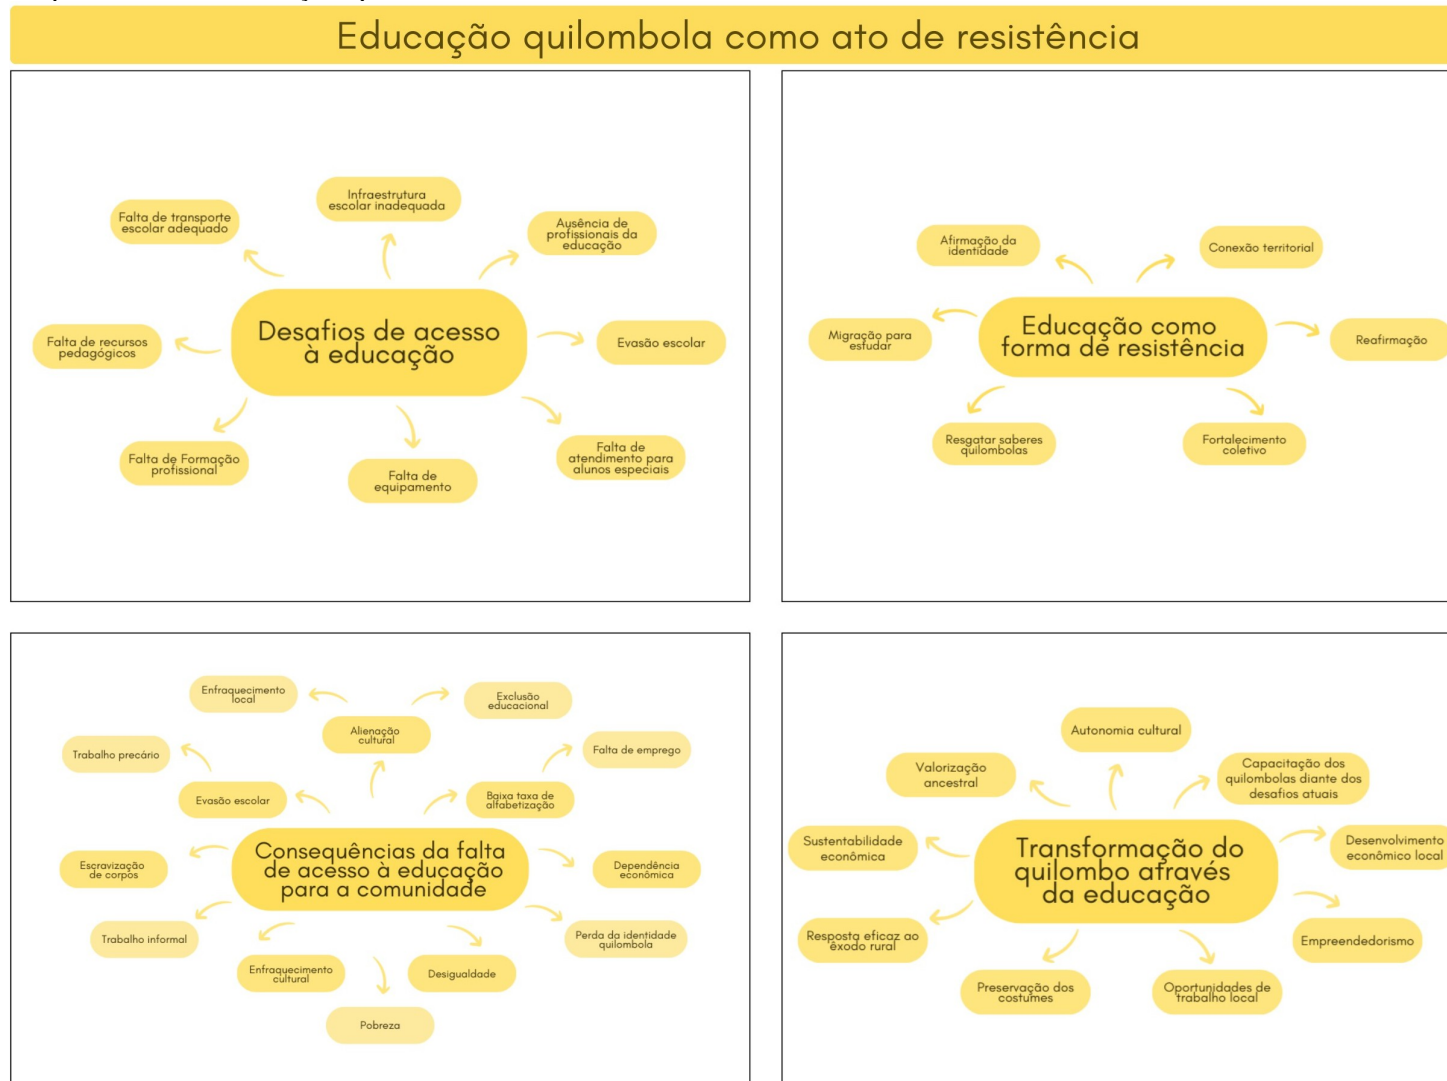 Educação quilombola como ato de resistência
Infraestrutura
escolar inadequada
Falta de transporte
escolar adequado
Ausência de
profissionais da
educação
Falta de recursos
pedagógicos
Desafios de acesso
à educação
Evasão escolar
Falta de Formação
profissional
Falta de
equipamento
Falta de
atendimento para
alunos especiais
Afirmação da
identidade
Conexão territorial
Migração para
estudar
Educação como
forma de resistência
Reafirmação
Resgatar saberes
quilombolas
Fortalecimento
coletivo
Enfraquecimento
local
Exclusão
educacional
Alienação
cultural
Trabalho precário
Falta de emprego
Evasão escolar
Baixa taxa de
alfabetização
Consequências da falta
de acesso à educação
para a comunidade
Escravização
de corpos
Dependência
econômica
Trabalho informal
Perda da identidade
quilombola
Enfraquecimento
cultural
Desigualdade
Pobreza
Autonomia cultural
Valorização
ancestral
Capacitação dos
quilombolas diante dos
desafios atuais
Sustentabilidade
econômica
Transformação do
quilombo através
da educação
Desenvolvimento
econômico local
Resposta eficaz ao
êxodo rural
Empreendedorismo
Preservação dos
costumes
Oportunidades de
trabalho local